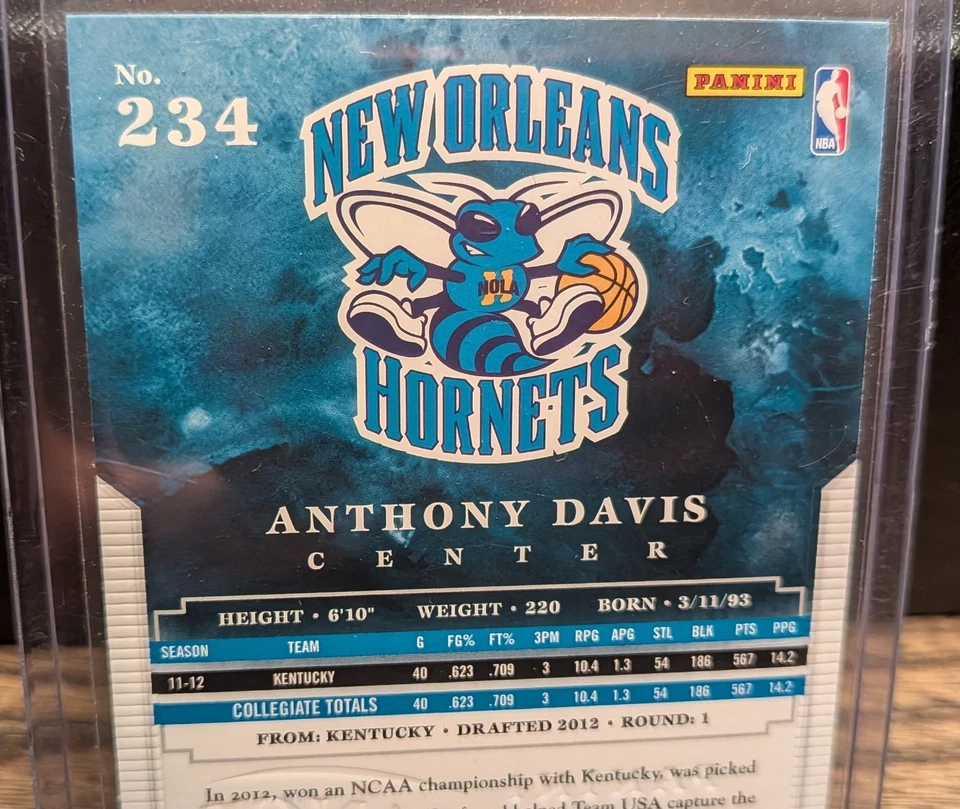 No.
234
PANINI
NBA
NEW ORLEANS
NOLA
HORNETS
ANTHONY DAVIS
CENTER
HEIGHT • 6'10" WEIGHT • 220 BORN • 3/11/93
SEASON TEAM G FG% FT% 3PM RPG APG STL BLK PTS PPG
11-12 KENTUCKY 40 .623 .709 3 10.4 1.3 54 186 567 14.2
COLLEGIATE TOTALS 40 .623 .709 3 10.4 1.3 54 186 567 14.2
FROM: KENTUCKY • DRAFTED 2012 • ROUND: 1
In 2012, won an NCAA championship with Kentucky, was picked
Team USA capture the